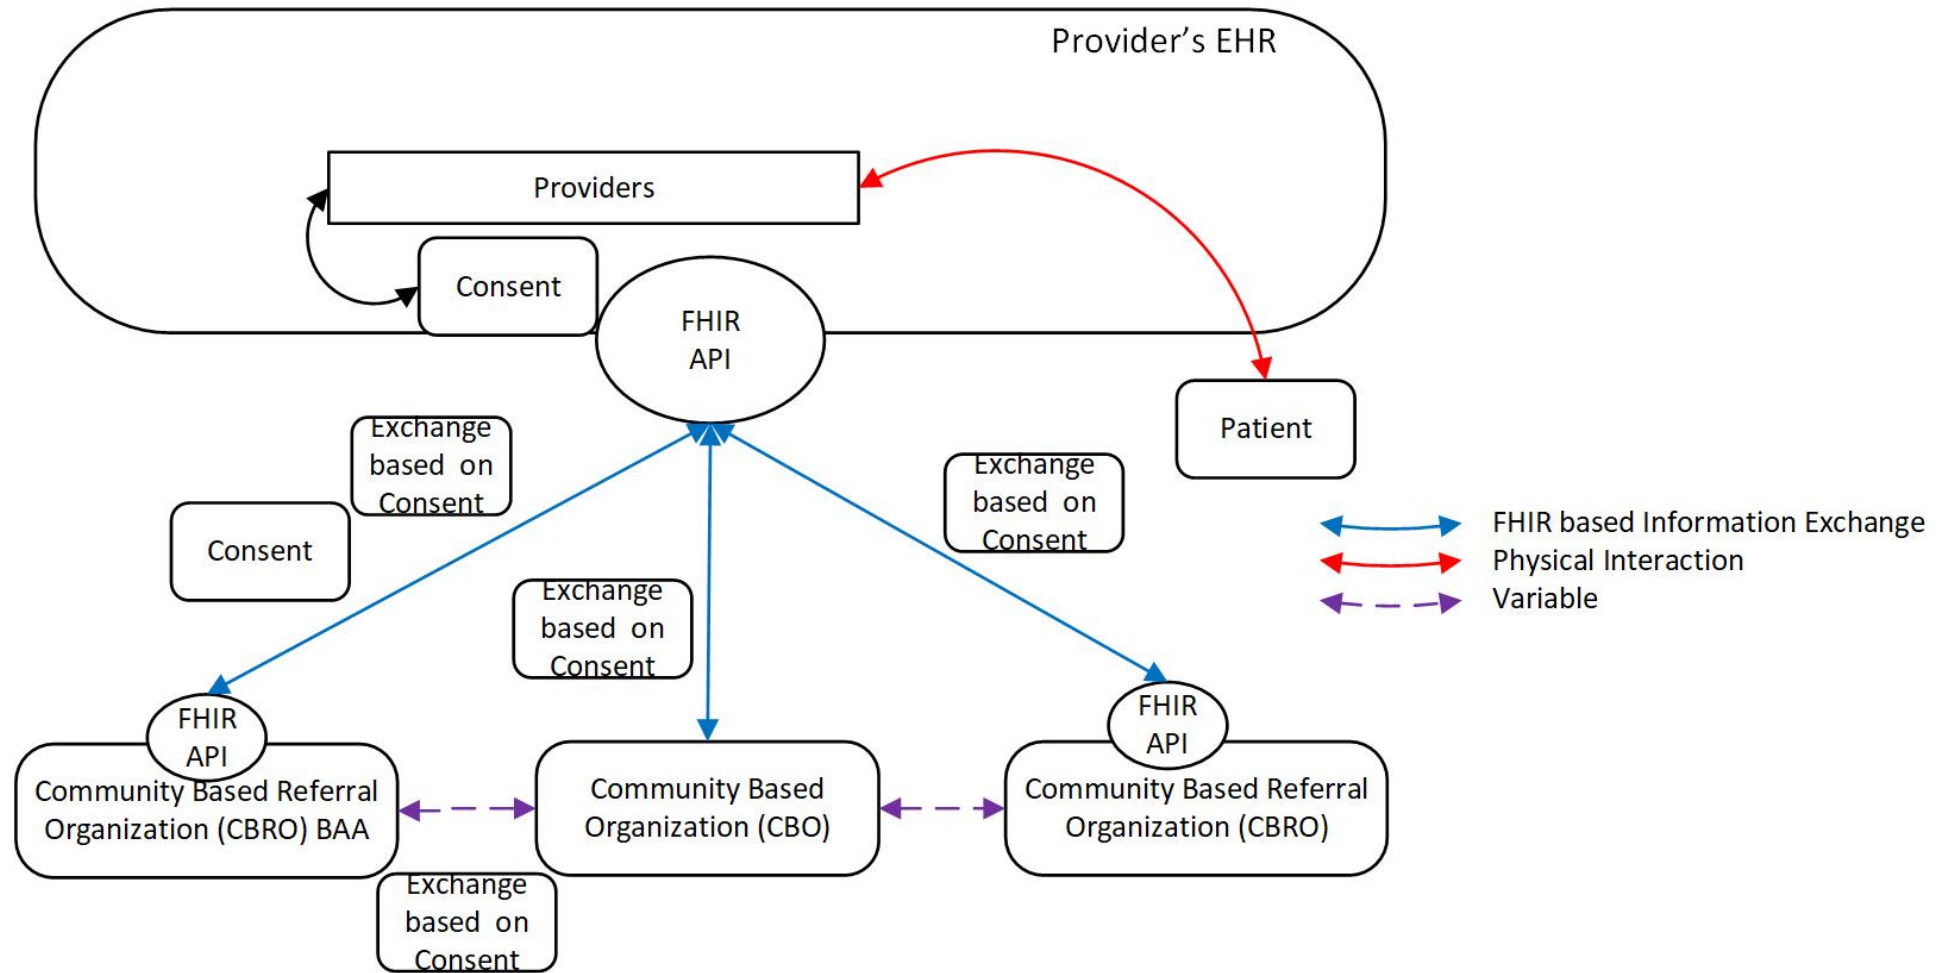 Provider’s EHR
Providers
Consent
FHIR
API
Patient
Exchange
based on
Consent
Exchange
based on
Consent
Consent
Exchange
based on
Consent
FHIR based Information Exchange
Physical Interaction
Variable
FHIR
API
Community Based Referral
Organization (CBRO) BAA
Community Based
Organization (CBO)
FHIR
API
Community Based Referral
Organization (CBRO)
Exchange
based on
Consent